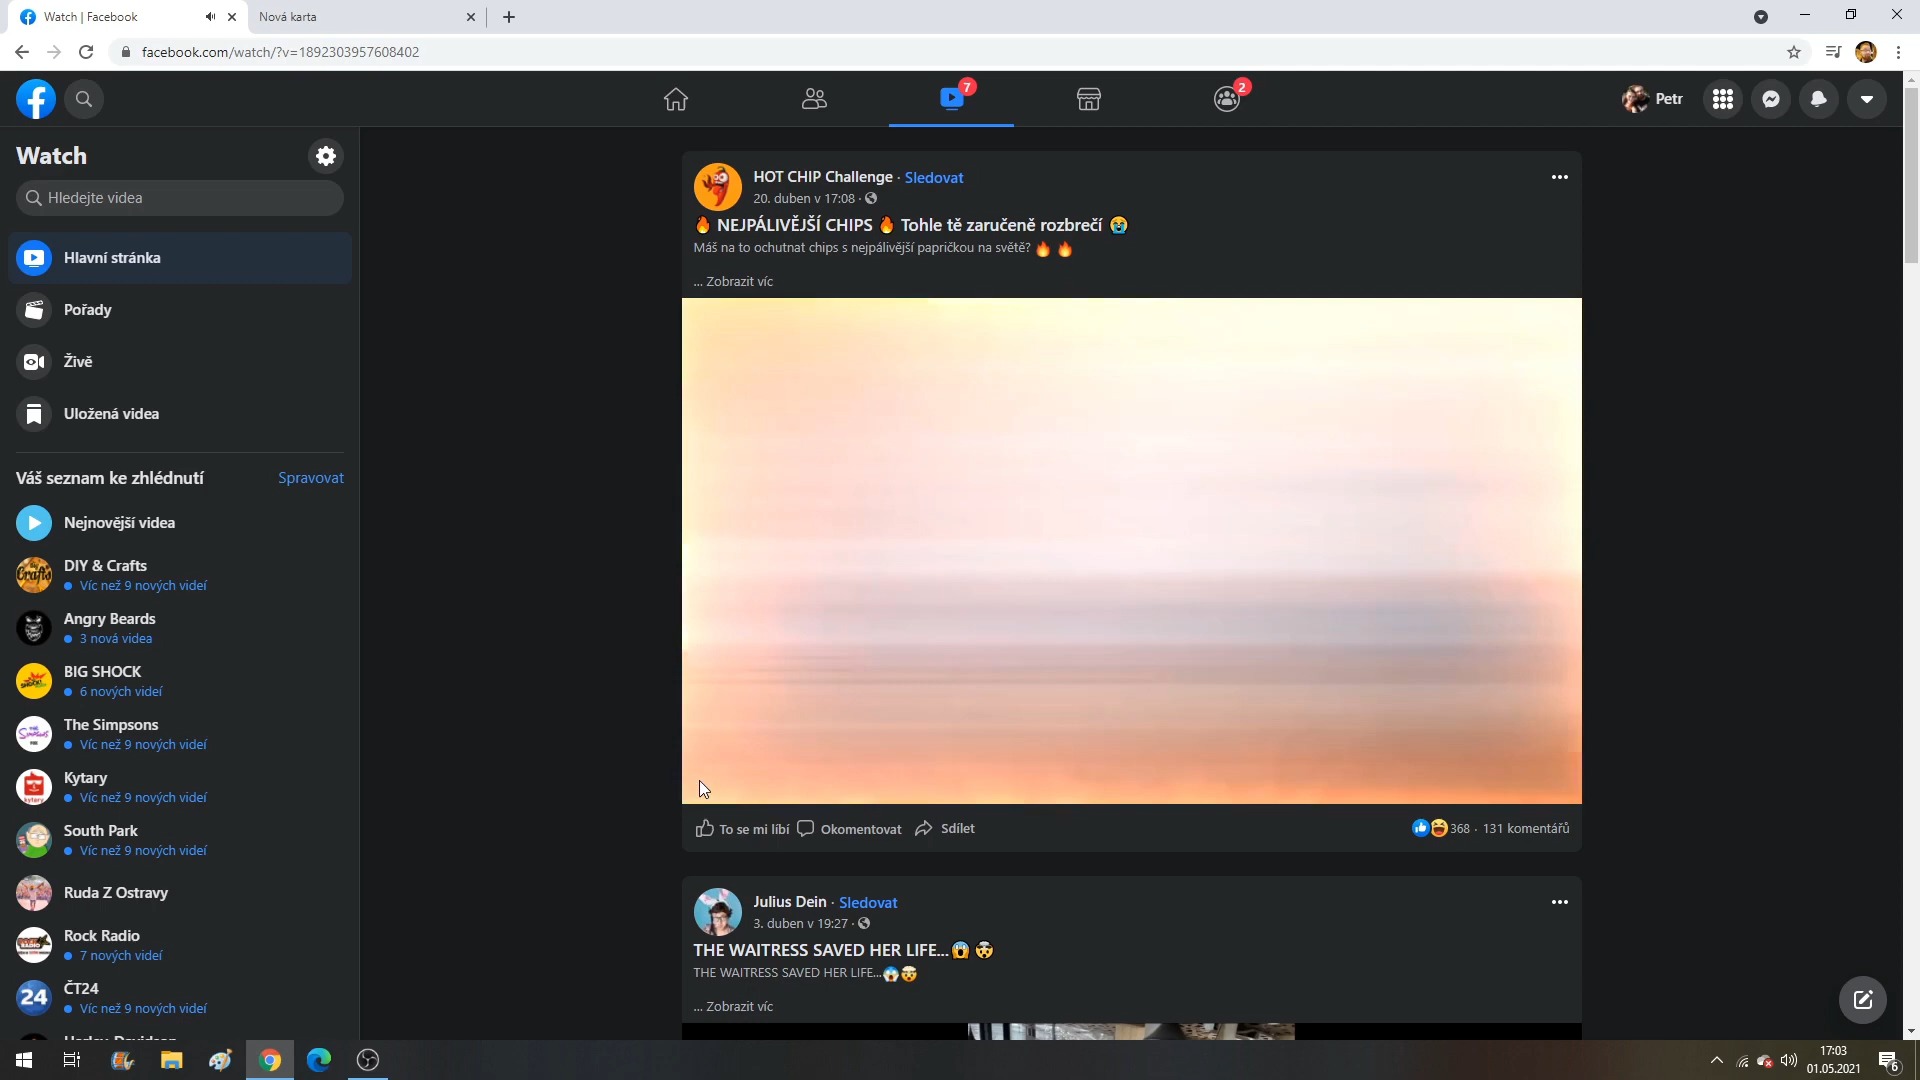 Watch | Facebook
Nová karta
facebook.com/watch/?v=1892303957608402
7
2
Petr
Watch
Hledejte videa
Hlavní stránka
Pořady
Živě
Uložená videa
Váš seznam ke zhlédnutí
Spravovat
Nejnovější videa
DIY & Crafts
Víc než 9 nových videí
Angry Beards
3 nová videa
BIG SHOCK
6 nových videí
The Simpsons
Víc než 9 nových videí
Kytary
Víc než 9 nových videí
South Park
Víc než 9 nových videí
Ruda Z Ostravy
Rock Radio
7 nových videí
24
ČT24
Víc než 9 nových videí
HOT CHIP Challenge · Sledovat
20. duben v 17:08 ·
🔥 NEJPÁLIVĚJŠÍ CHIPS 🔥 Tohle tě zaručeně rozbrečí 😭
Máš na to ochutnat chips s nejpálivější papričkou na světě? 🔥 🔥
... Zobrazit víc
To se mi líbí
Okomentovat
Sdílet
368 · 131 komentářů
Julius Dein · Sledovat
3. duben v 19:27 ·
THE WAITRESS SAVED HER LIFE...😱 🤯
THE WAITRESS SAVED HER LIFE...😱🤯
... Zobrazit víc
17:03
01.05.2021
6